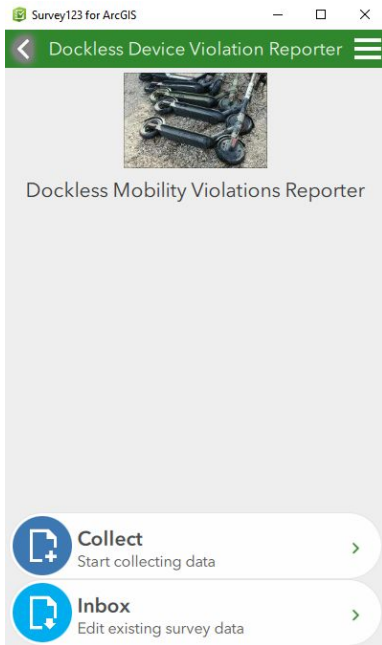 Survey123 for ArcGIS
Dockless Device Violation Reporter
Dockless Mobility Violations Reporter
Collect
Start collecting data
Inbox
Edit existing survey data